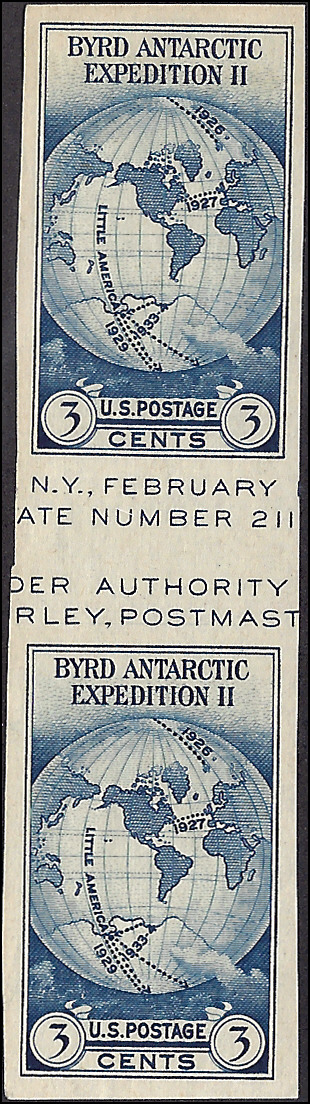 BYRD ANTARCTIC
EXPEDITION II
1926
1927
LITTLE AMERICA
1933
1929
3 U.S. POSTAGE 3
CENTS
N.Y., FEBRUARY
ATE NUMBER 211
DER AUTHORITY
RLEY, POSTMAST
BYRD ANTARCTIC
EXPEDITION II
1926
1927
LITTLE AMERICA
1933
1929
3 U.S. POSTAGE 3
CENTS